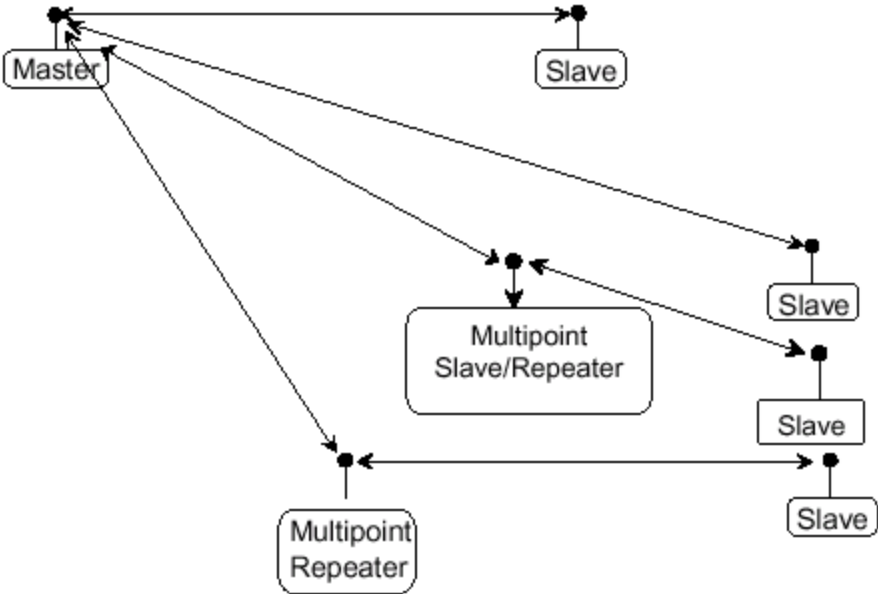 Master
Slave
Slave
Multipoint
Slave/Repeater
Slave
Slave
Multipoint
Repeater